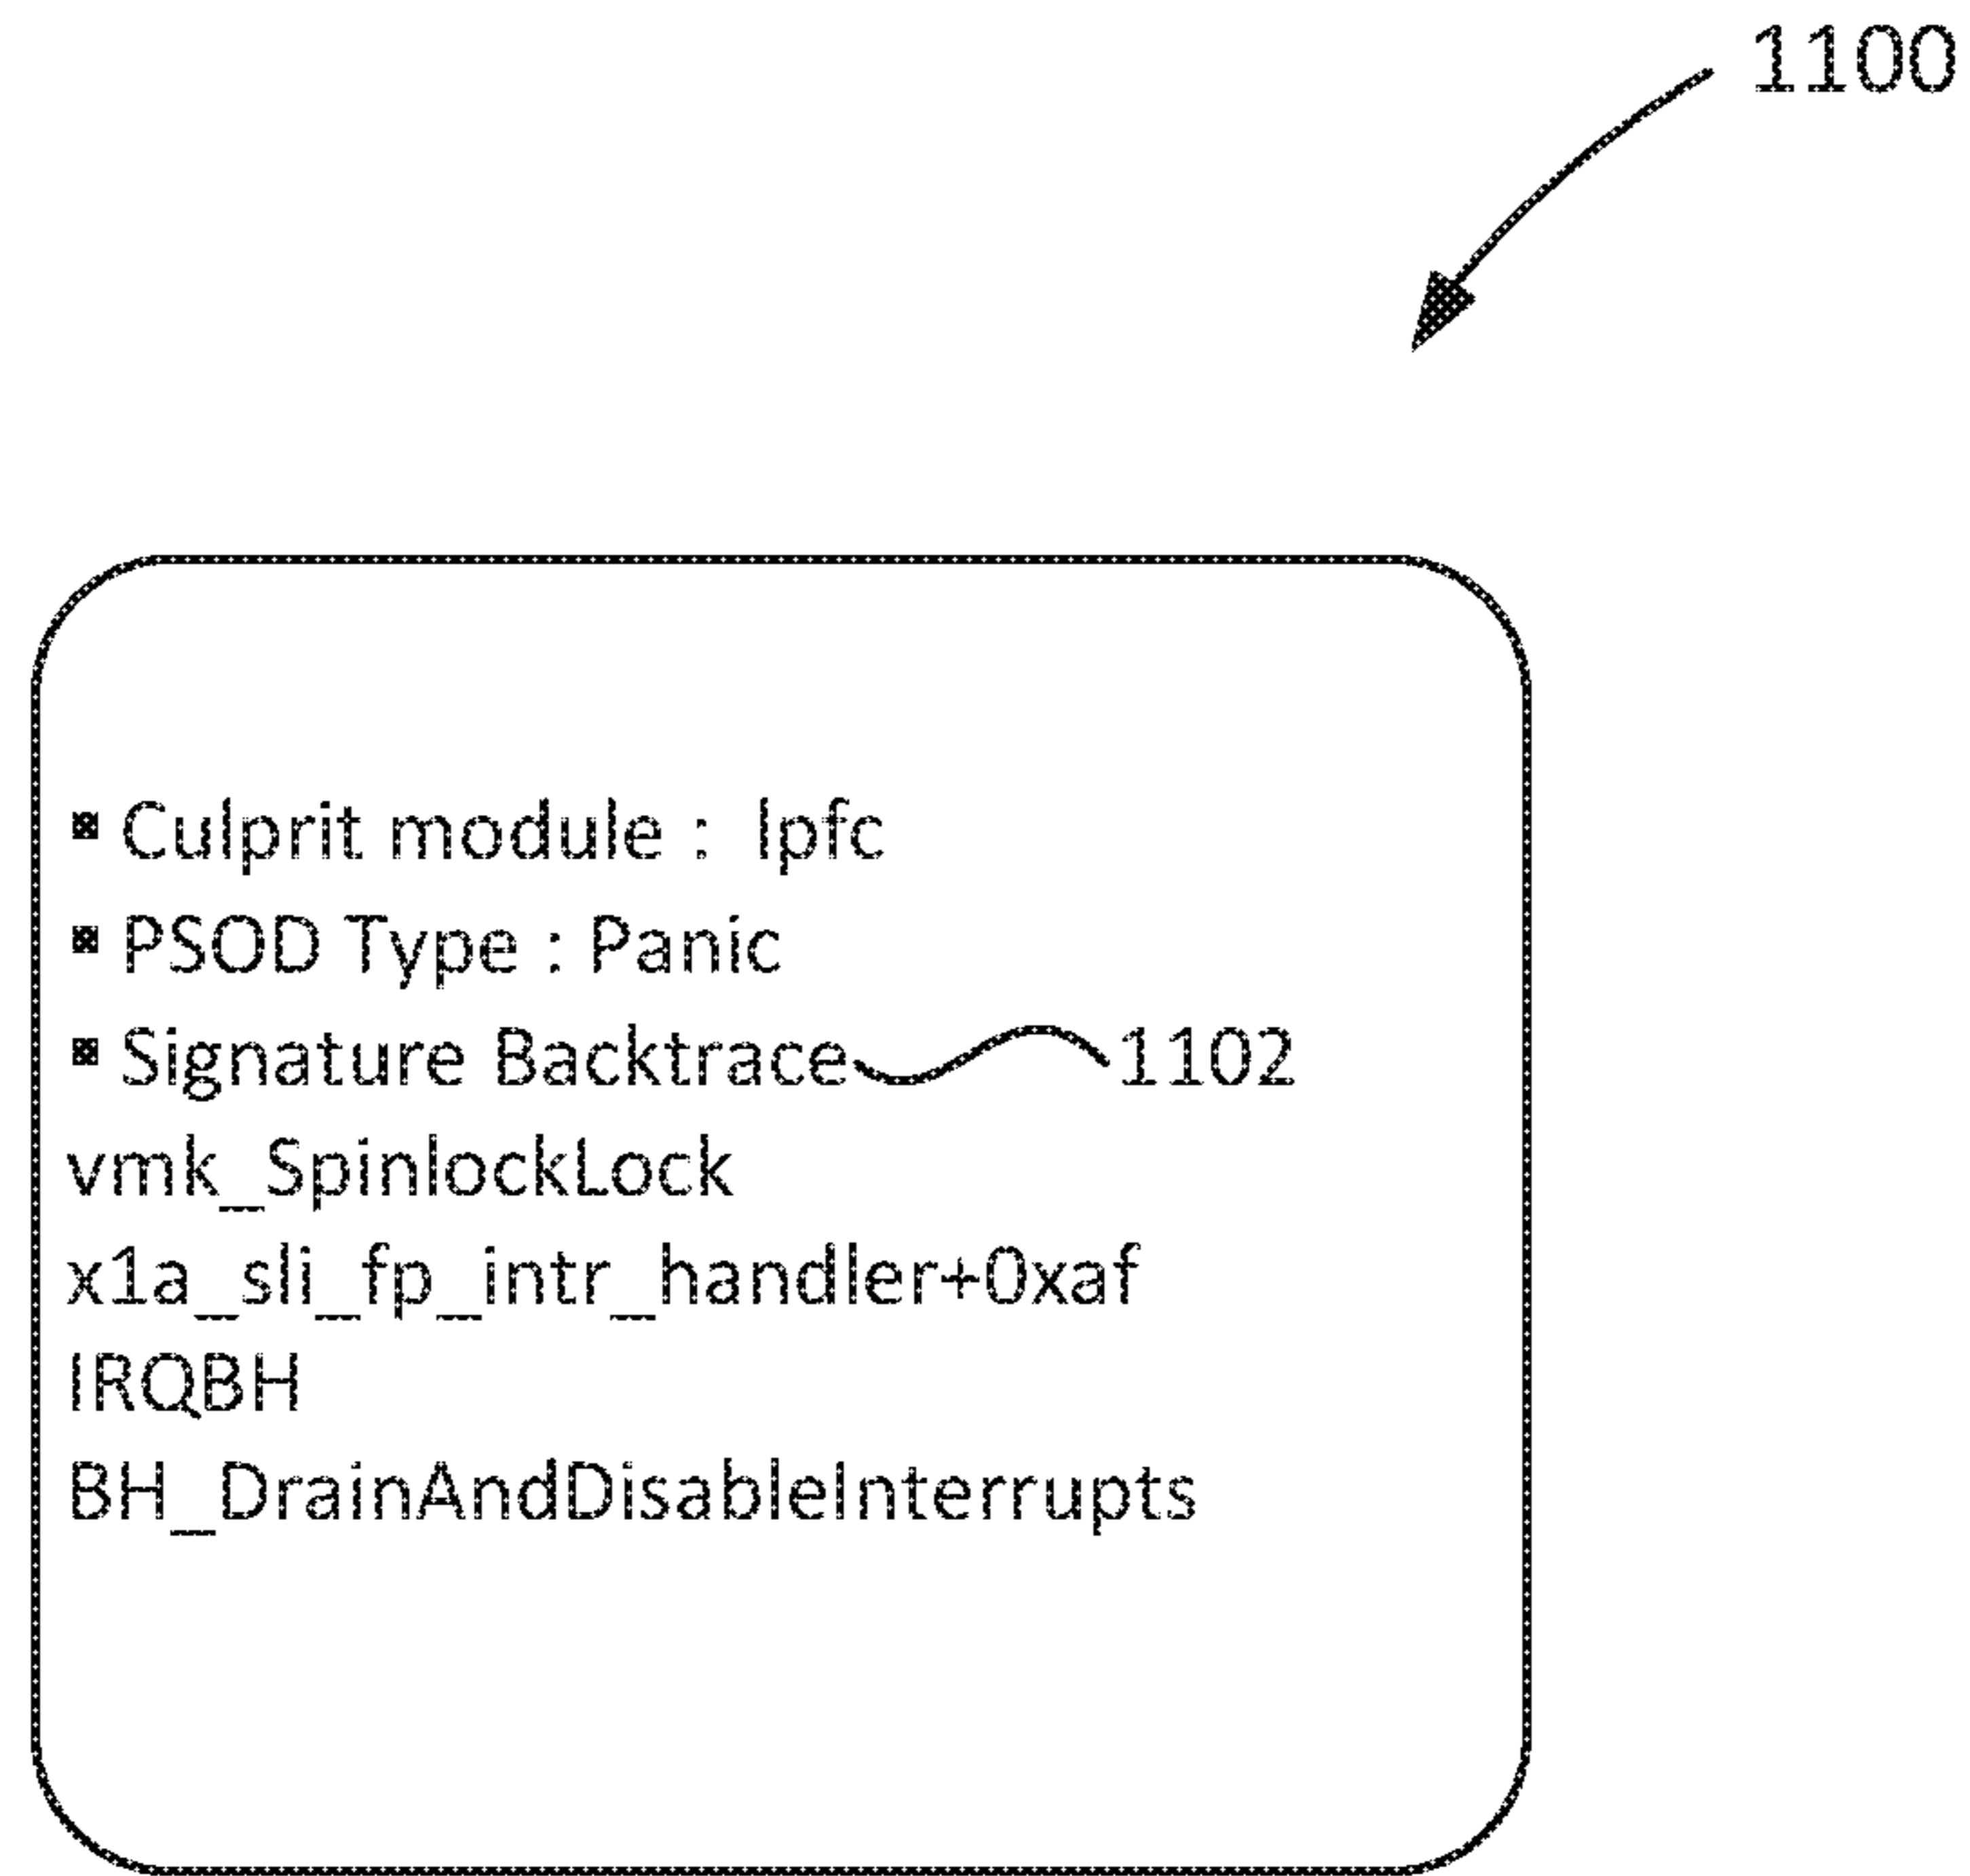 1100
▪ Culprit module :  lpfc
▪ PSOD Type : Panic
▪ Signature Backtrace 1102
vmk_SpinlockLock
x1a_sli_fp_intr_handler+0xaf
IRQBH
BH_DrainAndDisableInterrupts